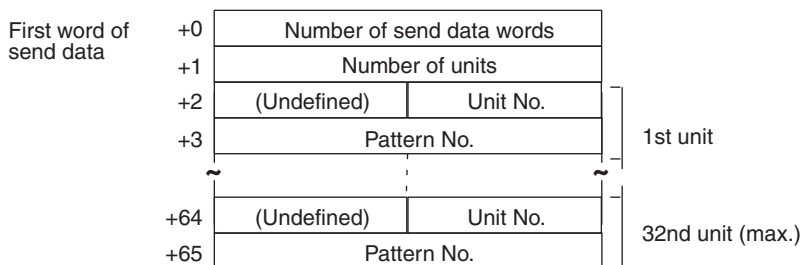 First word of
send data
+0 Number of send data words
+1 Number of units
+2 (Undefined) Unit No.
+3 Pattern No.
1st unit
~ ~
+64 (Undefined) Unit No.
+65 Pattern No.
32nd unit (max.)